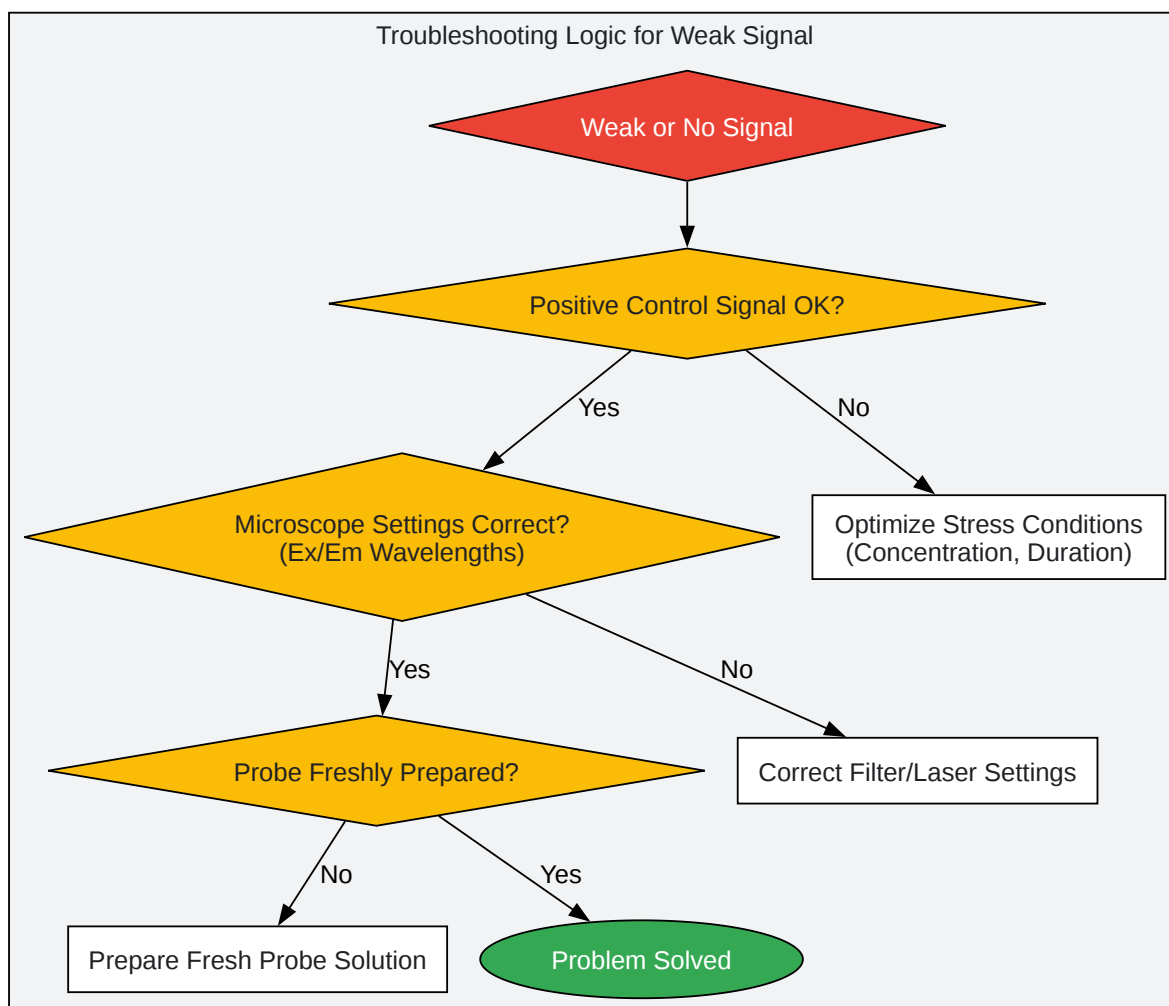 Troubleshooting Logic for Weak Signal
Weak or No Signal
Positive Control Signal OK?
Yes
No
Microscope Settings Correct?
(Ex/Em Wavelengths)
Optimize Stress Conditions
(Concentration, Duration)
Yes
No
Probe Freshly Prepared?
Correct Filter/Laser Settings
No
Yes
Prepare Fresh Probe Solution
Problem Solved